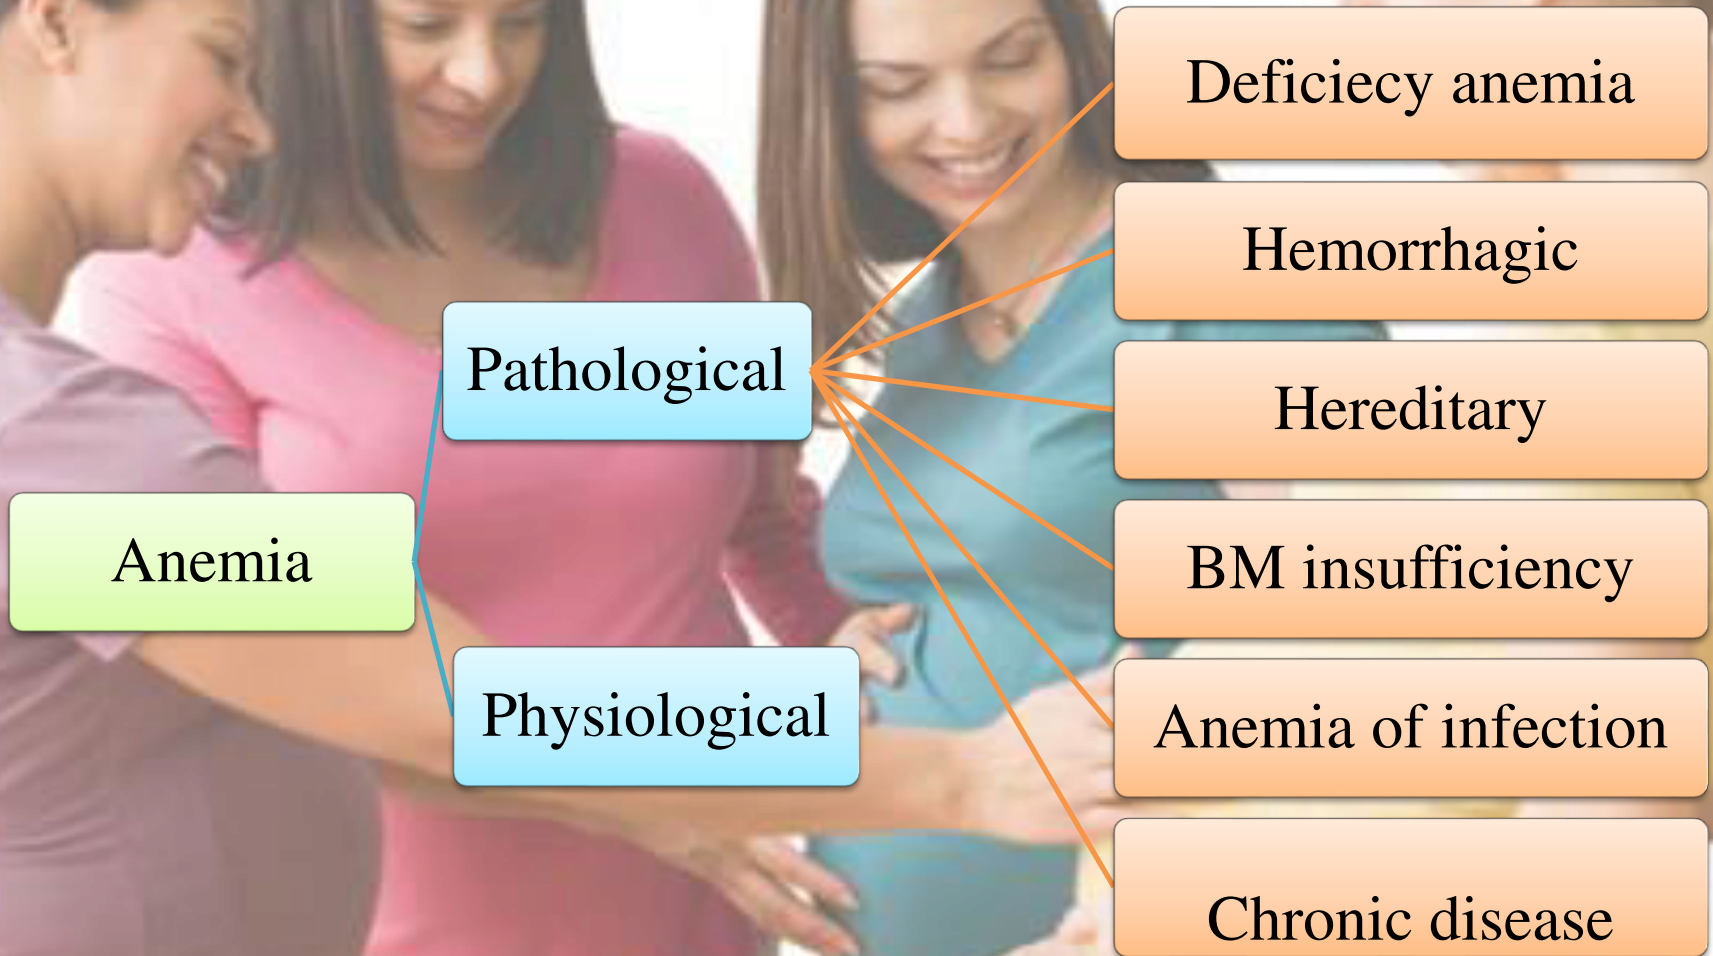 Anemia
Pathological
Physiological
Deficiecy anemia
Hemorrhagic
Hereditary
BM insufficiency
Anemia of infection
Chronic disease